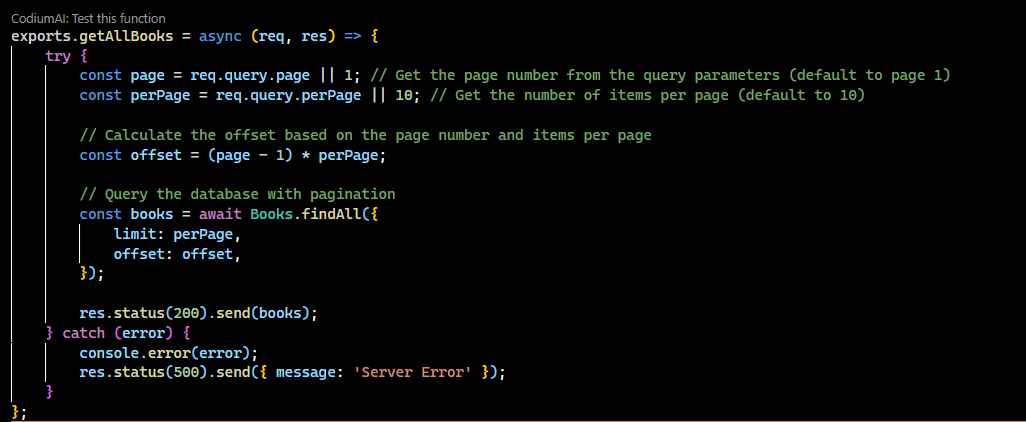 CodiumAI: Test this function
exports.getAllBooks = async (req, res) => {
    try {
        const page = req.query.page || 1; // Get the page number from the query parameters (default to page 1)
        const perPage = req.query.perPage || 10; // Get the number of items per page (default to 10)

        // Calculate the offset based on the page number and items per page
        const offset = (page - 1) * perPage;

        // Query the database with pagination
        const books = await Books.findAll({
            limit: perPage,
            offset: offset,
        });

        res.status(200).send(books);
    } catch (error) {
        console.error(error);
        res.status(500).send({ message: 'Server Error' });
    }
};